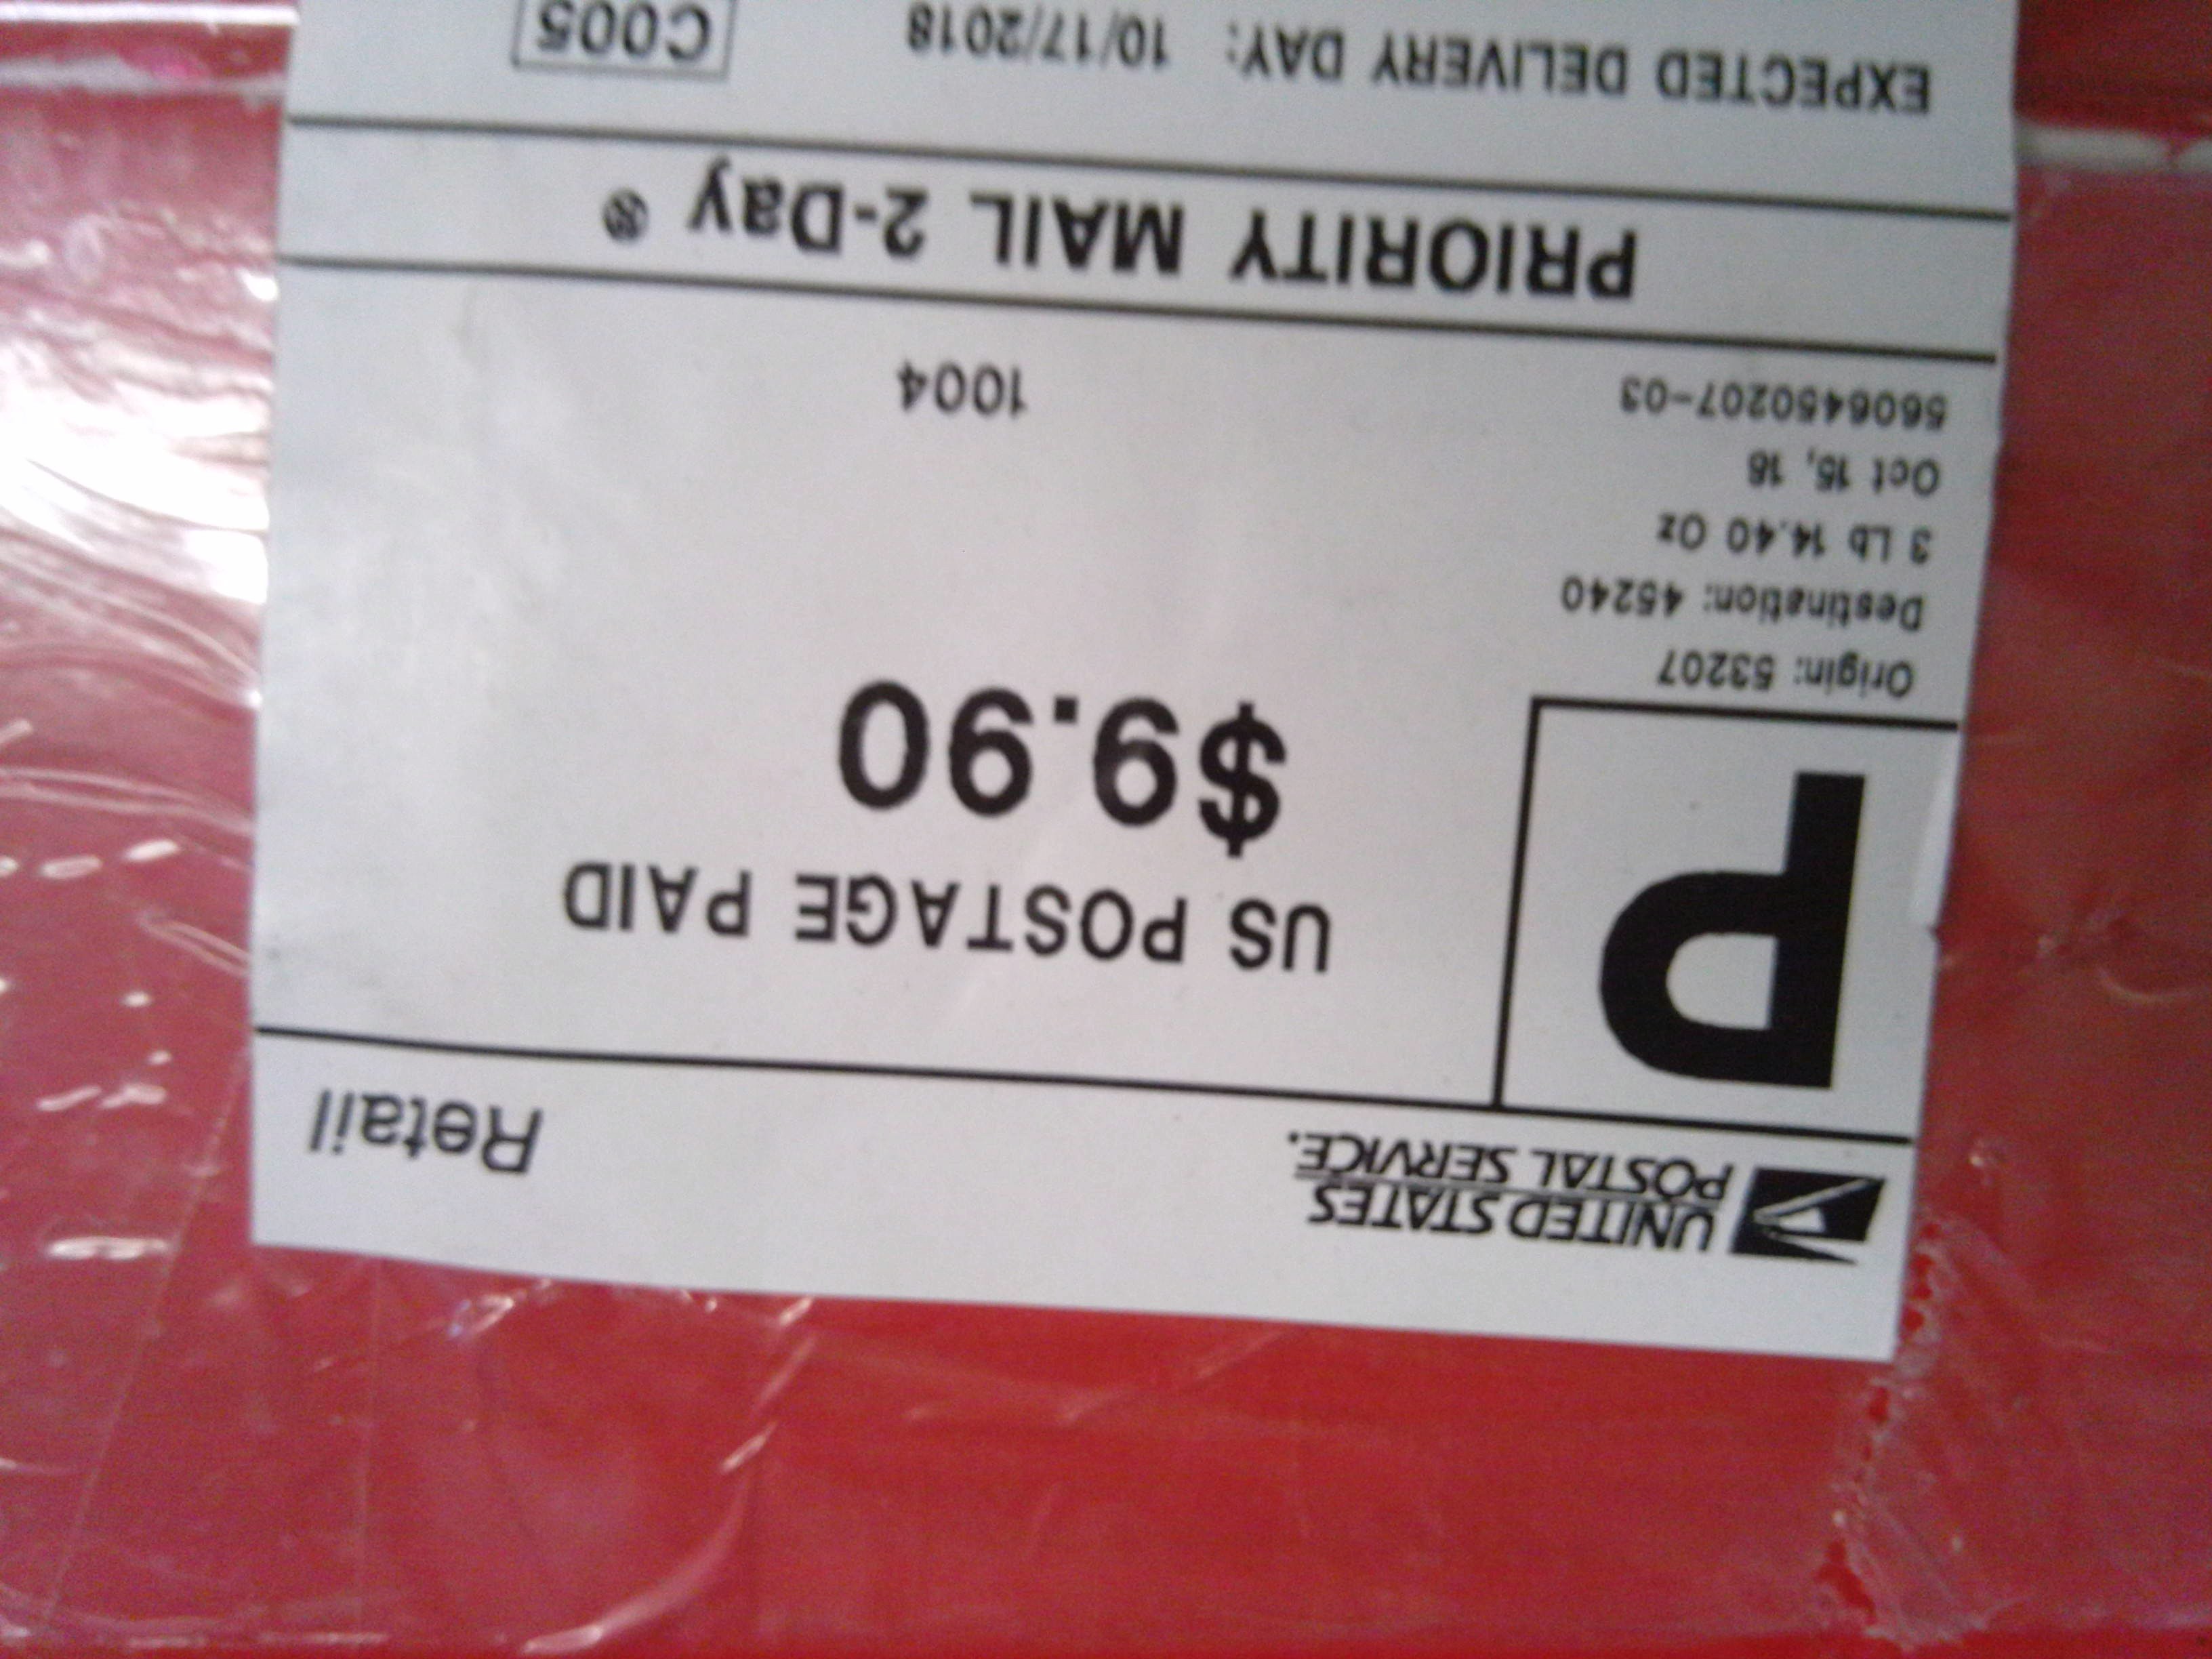 UNITED STATES
POSTAL SERVICE.
Retail
P
US POSTAGE PAID
$9.90
Origin: 53207
Destination: 45240
3 Lb 14.40 Oz
Oct 15, 18
5606450207-03
1004
PRIORITY MAIL 2-Day ®
EXPECTED DELIVERY DAY: 10/17/2018
C005